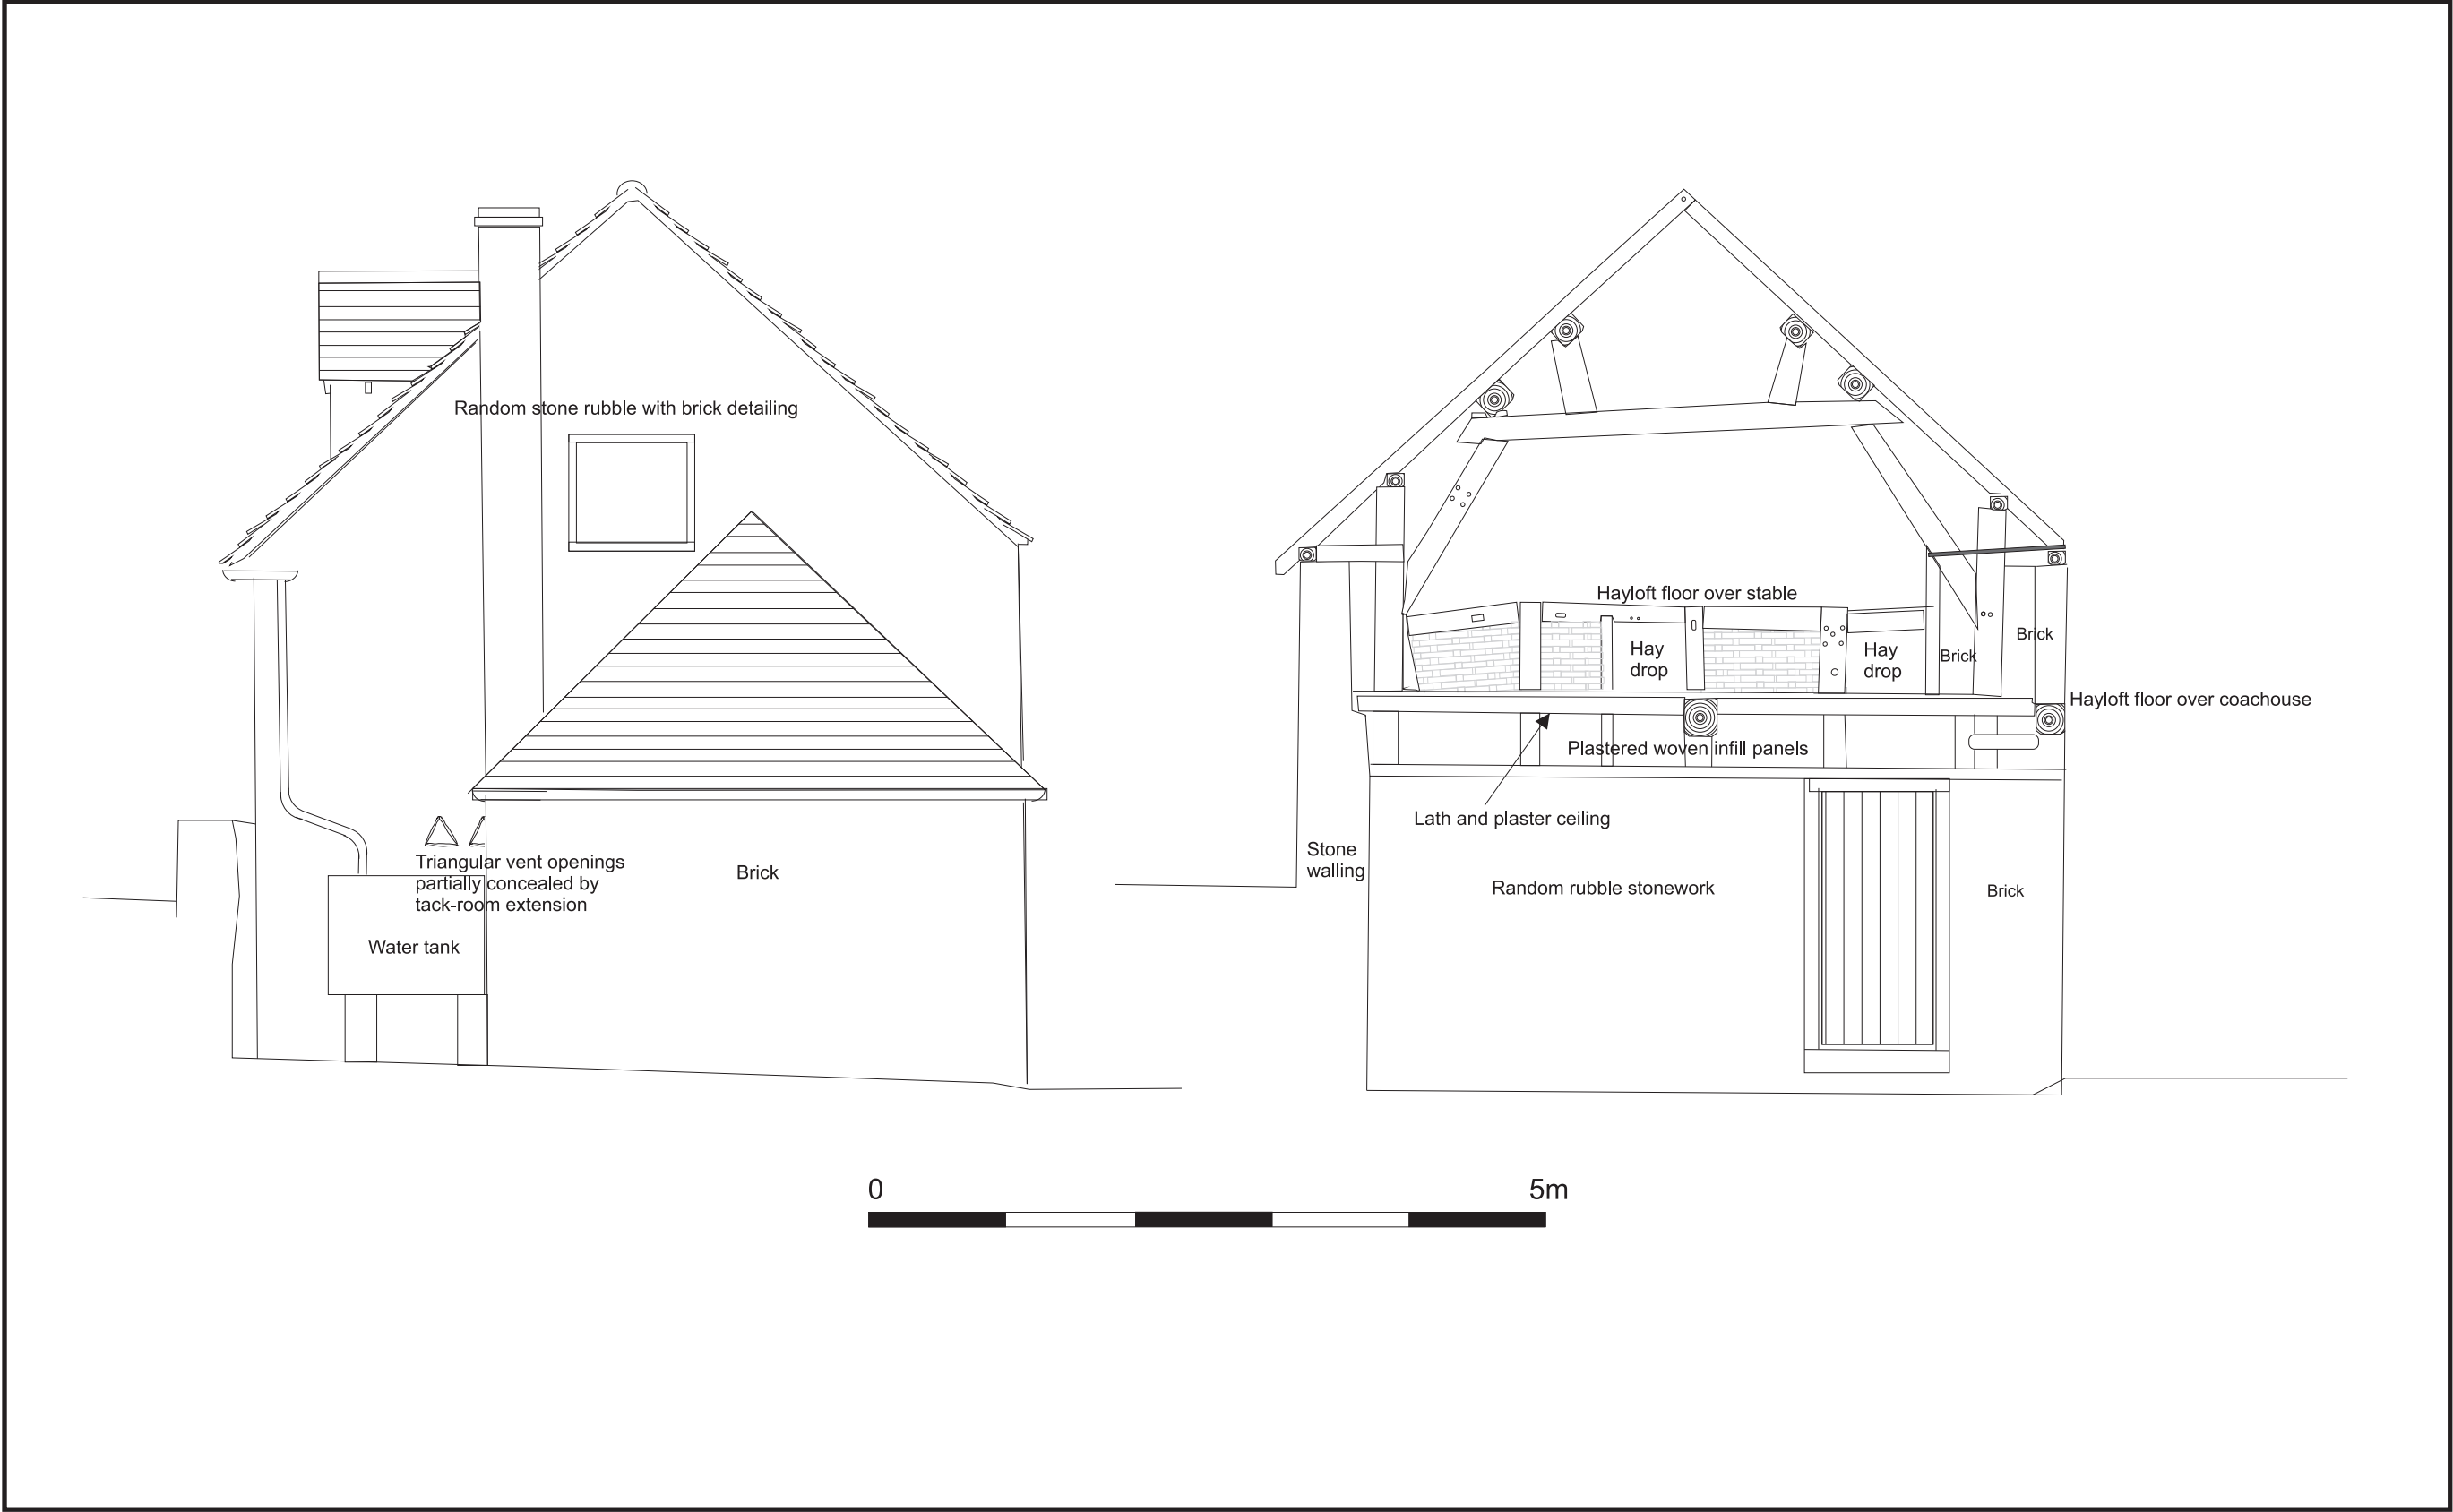 Random stone rubble with brick detailing
Triangular vent openings
partially concealed by
tack-room extension
Brick
Water tank
Hayloft floor over stable
Hay
drop
Hay
drop
Brick
Brick
Hayloft floor over coachouse
Plastered woven infill panels
Lath and plaster ceiling
Stone
walling
Random rubble stonework
Brick
0
5m